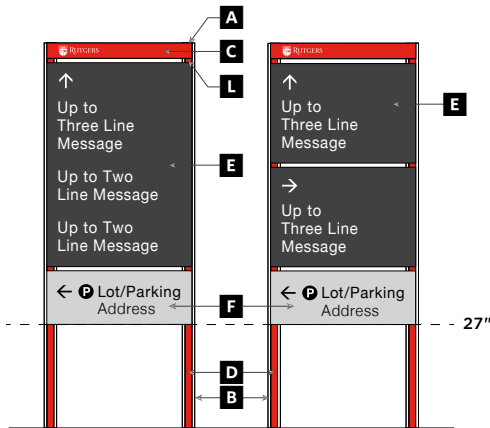 A
RUTGERS
C
L
↑
Up to
Three Line
Message
Up to Two
Line Message
Up to Two
Line Message
E
← P Lot/Parking
Address
RUTGERS
↑
Up to
Three Line
Message
E
→
Up to
Three Line
Message
← P Lot/Parking
Address
F
27"
D
B